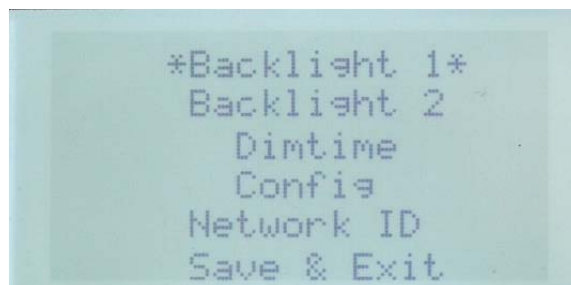 *Backlight 1*
Backlight 2
Dimtime
Config
Network ID
Save & Exit